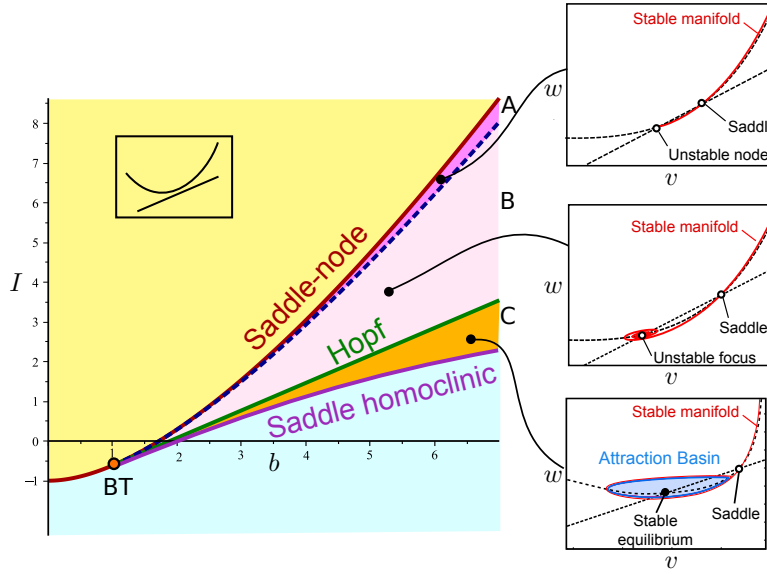 A
B
C
I
8
7
6
5
4
3
2
1
0
−1
1
2
3
4
5
6
b
BT
Saddle-node
Hopf
Saddle homoclinic
Stable manifold
w
Saddle
Unstable node
v
Stable manifold
w
Saddle
Unstable focus
v
Stable manifold
Attraction Basin
w
Saddle
Stable
equilibrium
v